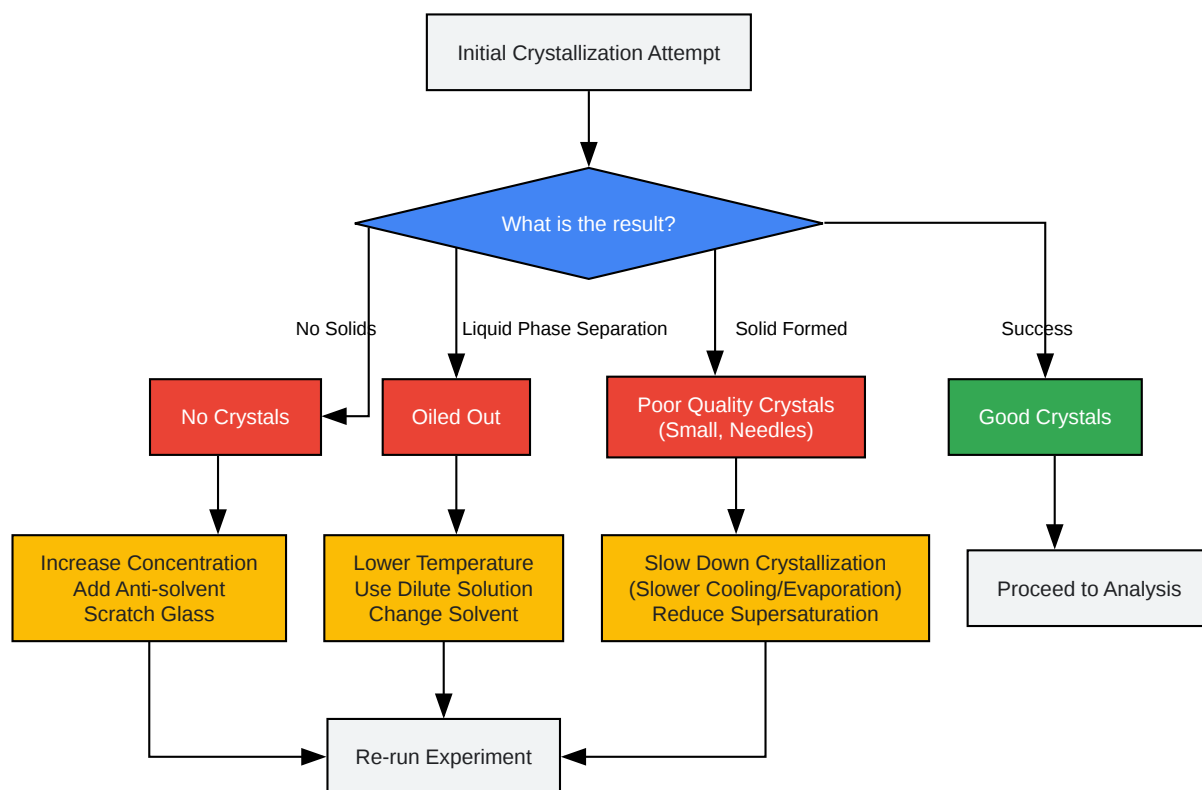 Initial Crystallization Attempt
What is the result?
No Solids
Liquid Phase Separation
Solid Formed
Success
No Crystals
Oiled Out
Poor Quality Crystals
(Small, Needles)
Good Crystals
Increase Concentration
Add Anti-solvent
Scratch Glass
Lower Temperature
Use Dilute Solution
Change Solvent
Slow Down Crystallization
(Slower Cooling/Evaporation)
Reduce Supersaturation
Proceed to Analysis
Re-run Experiment